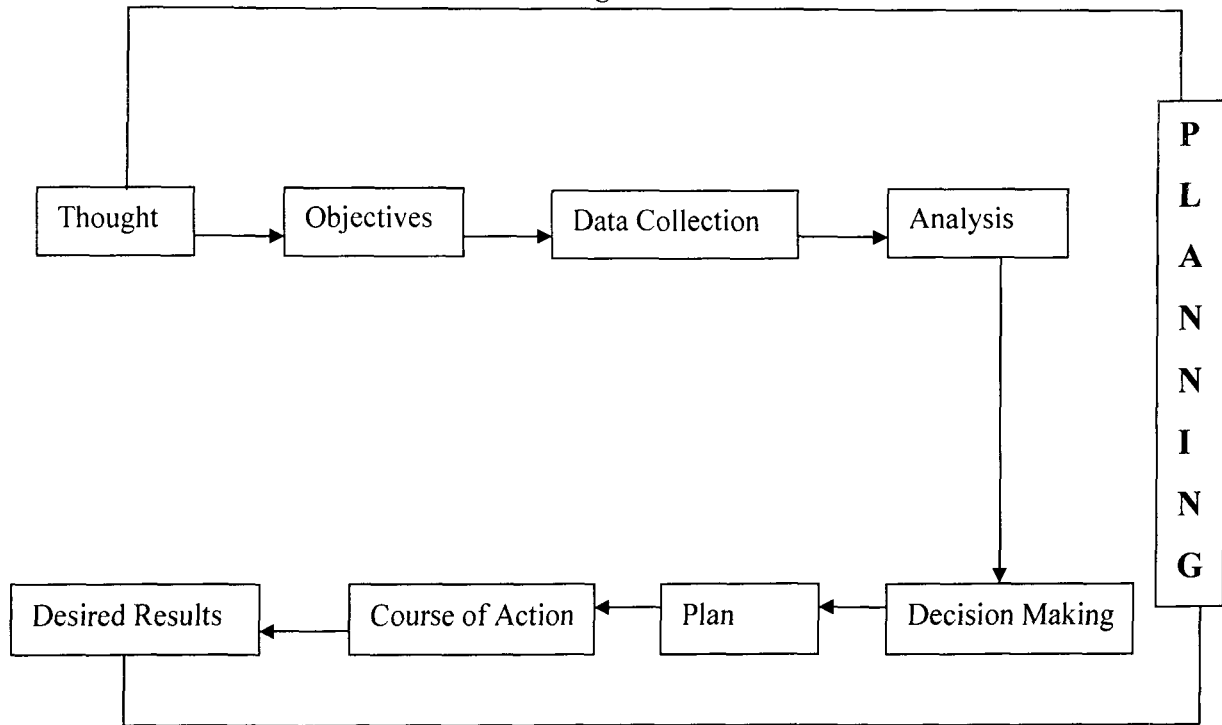 Thought
Objectives
Data Collection
Analysis
P
L
A
N
N
I
N
G
Desired Results
Course of Action
Plan
Decision Making